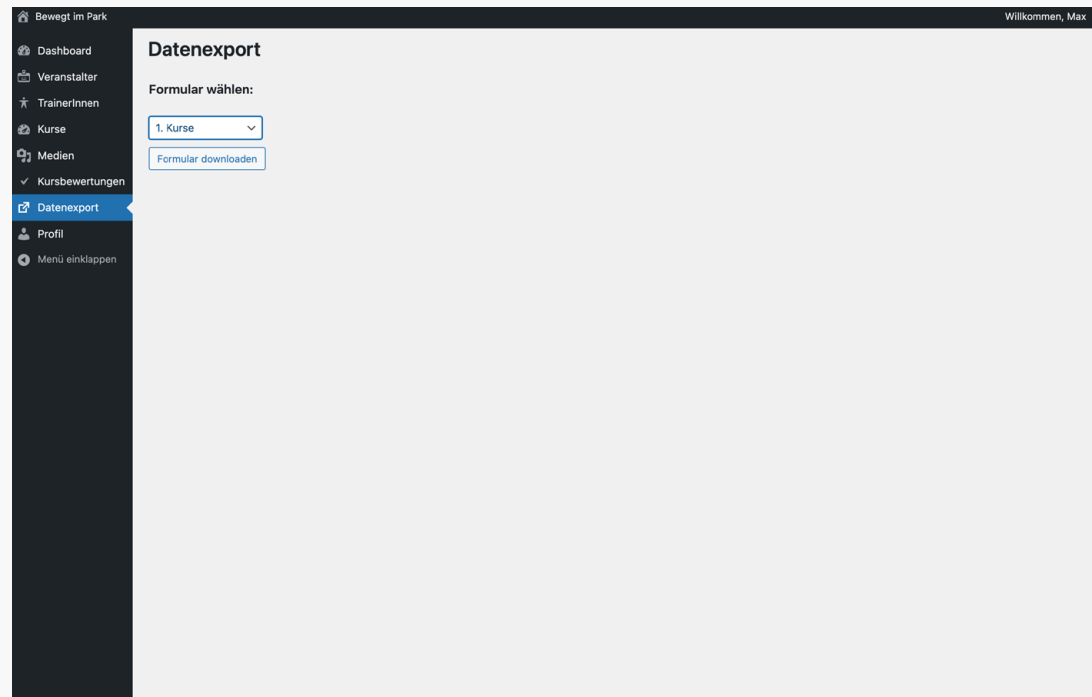 Bewegt im Park
Willkommen, Max
Dashboard
Veranstalter
TrainerInnen
Kurse
Medien
Kursbewertungen
Datenexport
Profil
Menü einklappen
Datenexport
Formular wählen:
1. Kurse
Formular downloaden